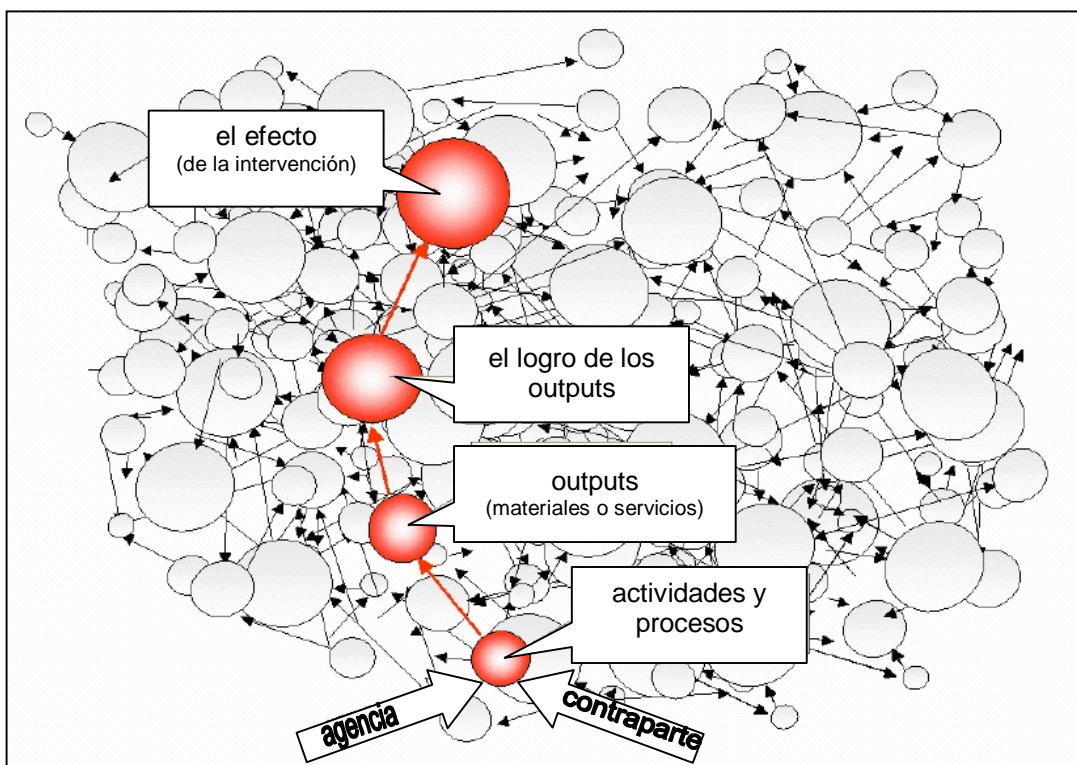 el efecto
(de la intervención)
el logro de los
outputs
outputs
(materiales o servicios)
actividades y
procesos
agencia
contraparte